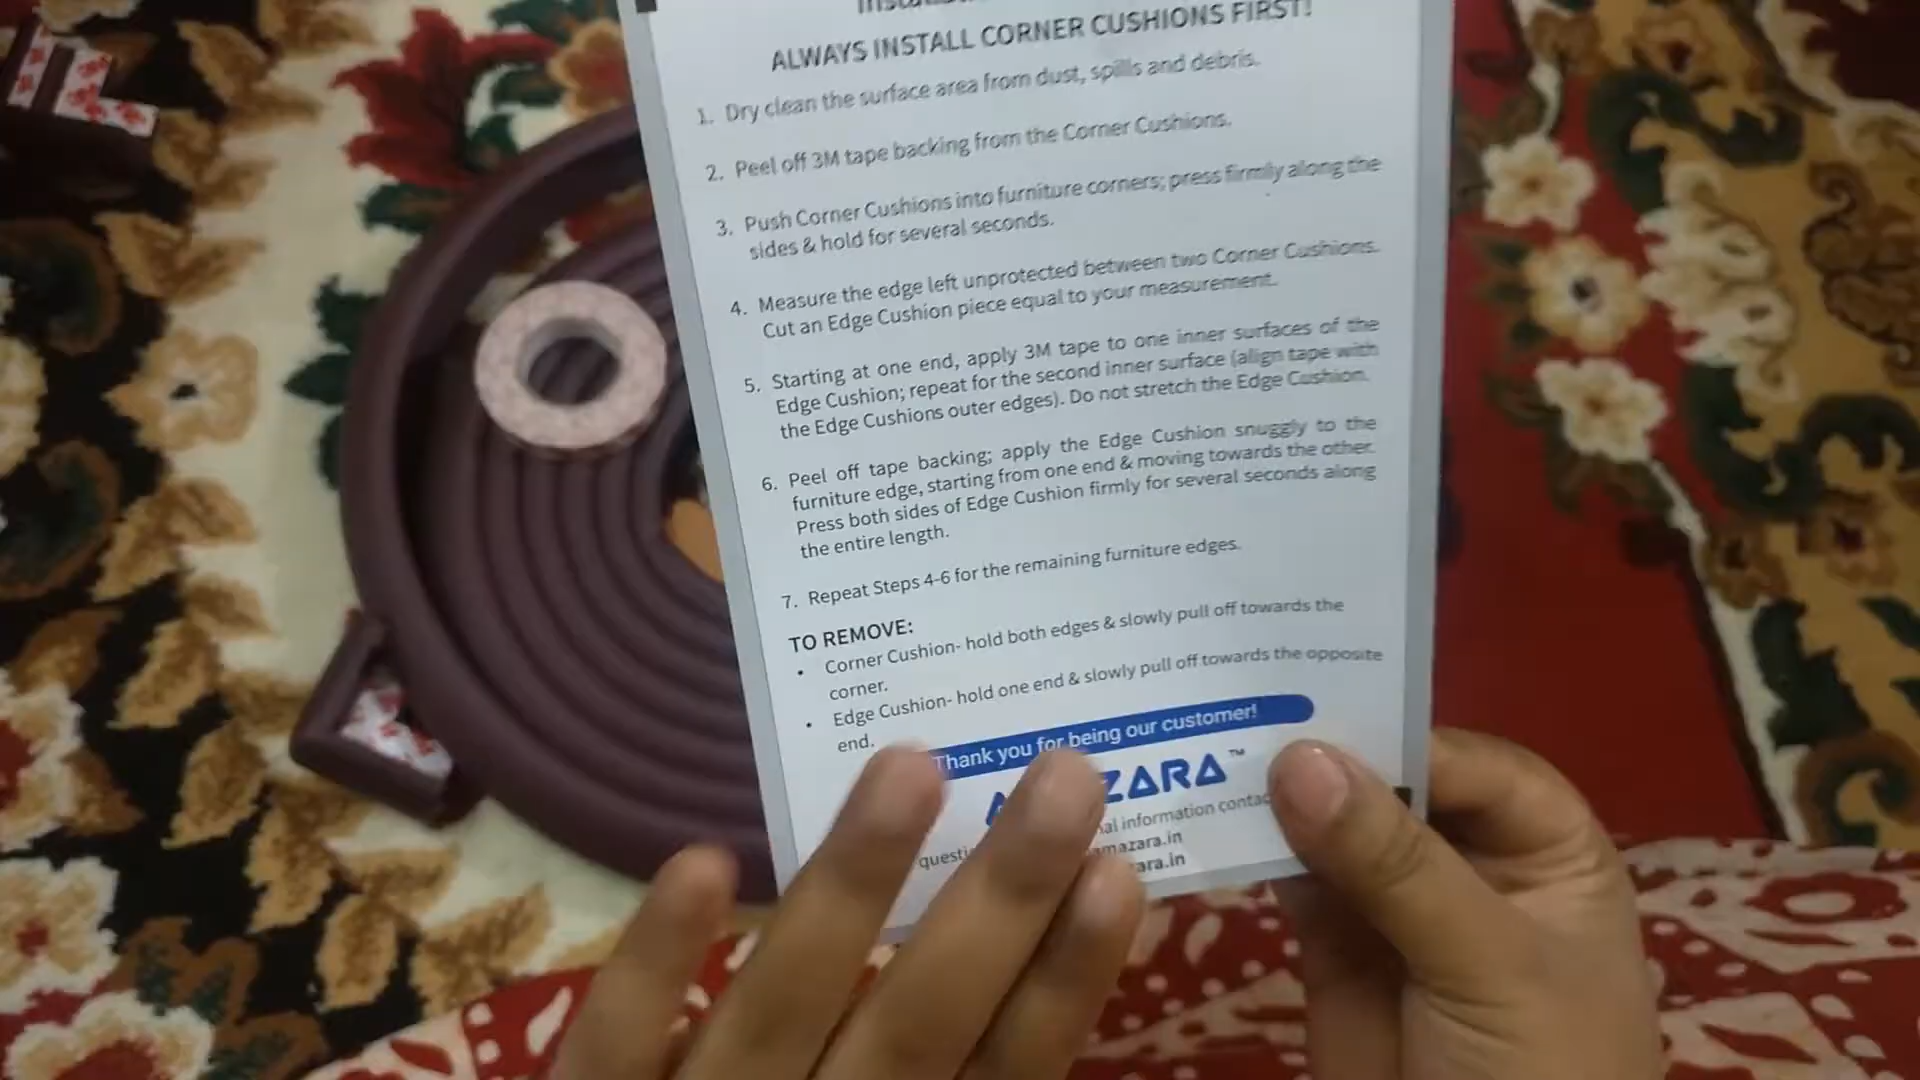 ALWAYS INSTALL CORNER CUSHIONS FIRST!
1. Dry clean the surface area from dust, spills and debris.
2. Peel off 3M tape backing from the Corner Cushions.
3. Push Corner Cushions into furniture corners; press firmly along the
sides & hold for several seconds.
4. Measure the edge left unprotected between two Corner Cushions.
Cut an Edge Cushion piece equal to your measurement.
5. Starting at one end, apply 3M tape to one inner surfaces of the
Edge Cushion; repeat for the second inner surface (align tape with
the Edge Cushions outer edges). Do not stretch the Edge Cushion.
6. Peel off tape backing; apply the Edge Cushion snuggly to the
furniture edge, starting from one end & moving towards the other.
Press both sides of Edge Cushion firmly for several seconds along
the entire length.
7. Repeat Steps 4-6 for the remaining furniture edges.
TO REMOVE:
• Corner Cushion- hold both edges & slowly pull off towards the
corner.
• Edge Cushion- hold one end & slowly pull off towards the opposite
end.
Thank you for being our customer!
ZARA™
information
amazara.in